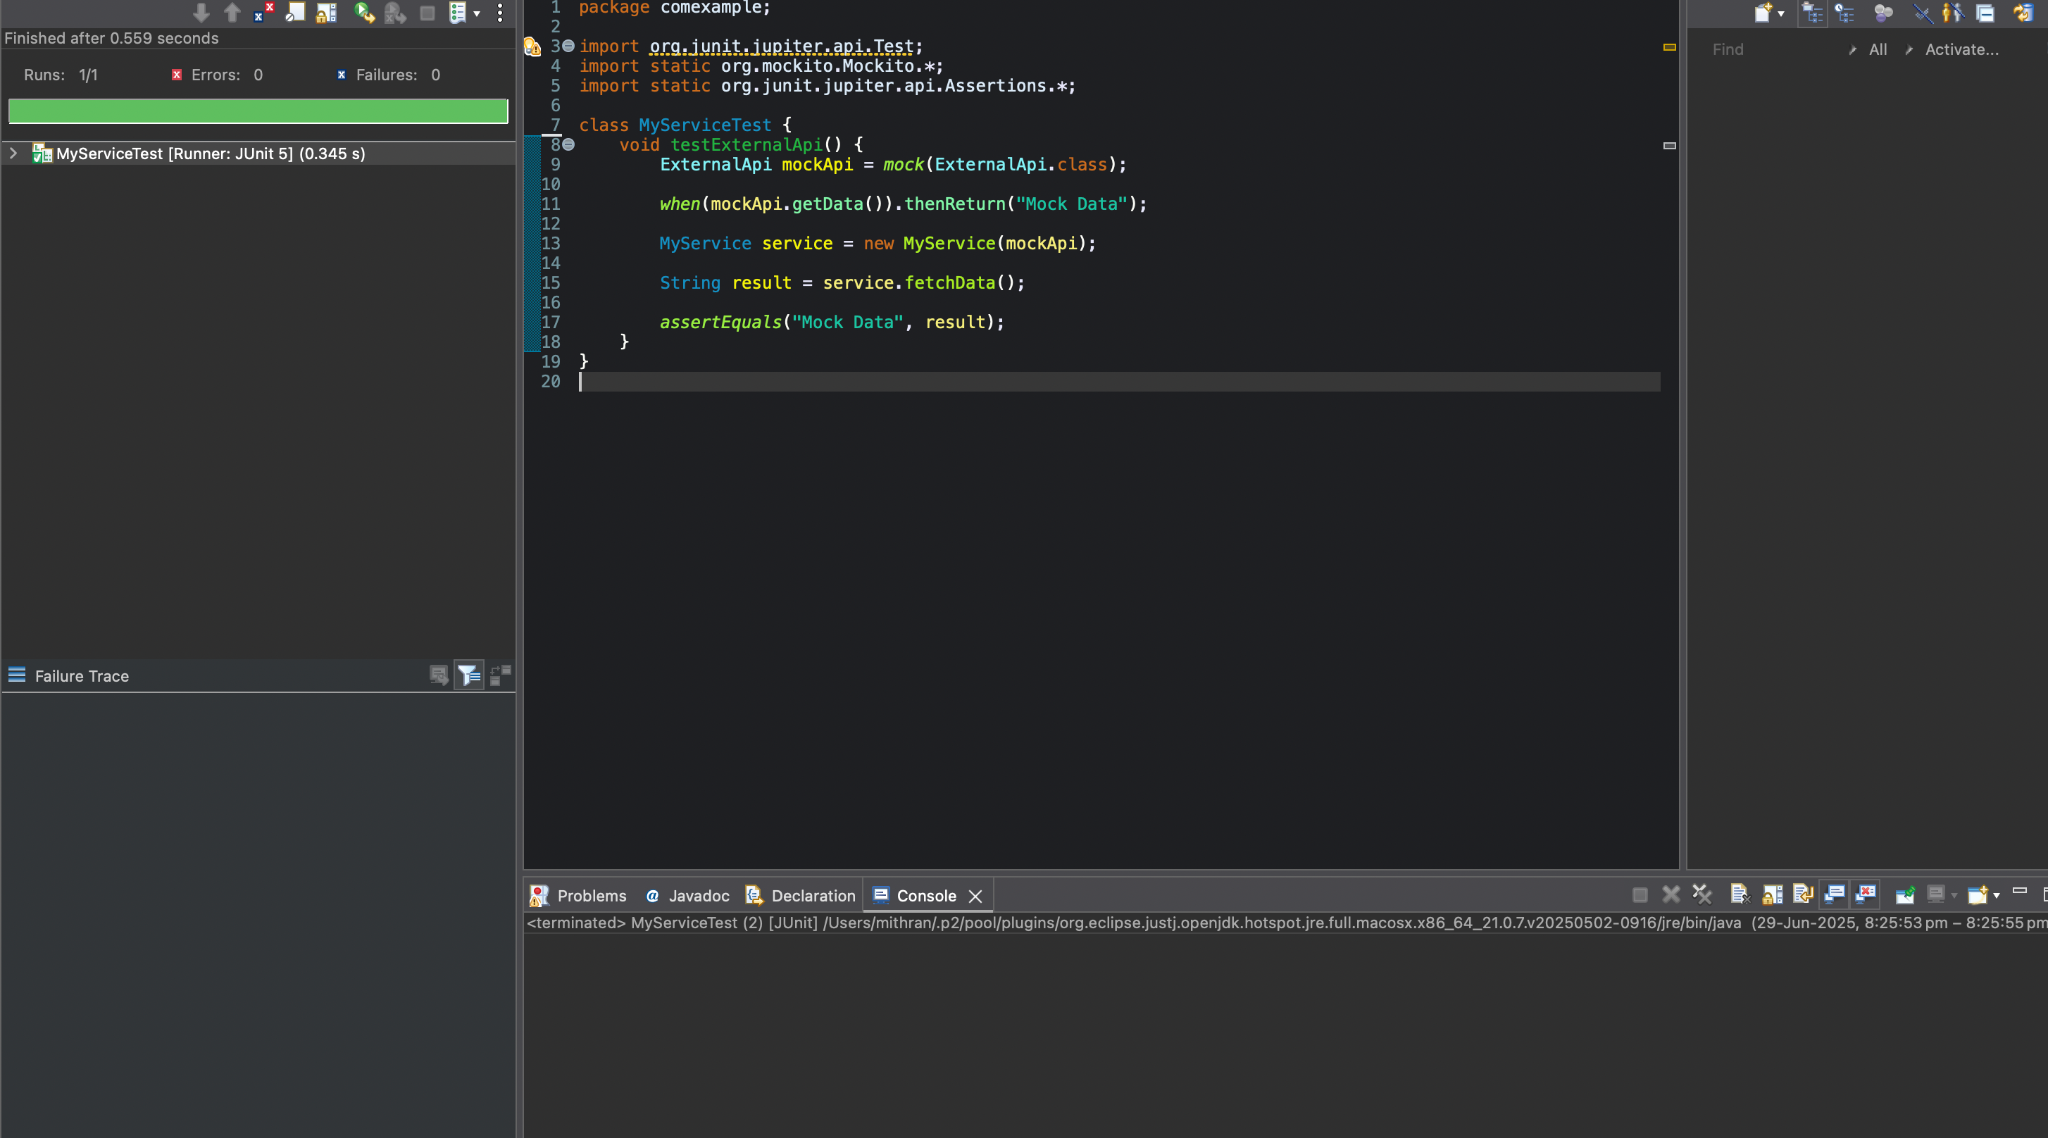 Finished after 0.559 seconds
Runs: 1/1 Errors: 0 Failures: 0
MyServiceTest [Runner: JUnit 5] (0.345 s)
Failure Trace
1 package comexample;
2
3 import org.junit.jupiter.api.Test;
4 import static org.mockito.Mockito.*;
5 import static org.junit.jupiter.api.Assertions.*;
6
7 class MyServiceTest {
8 void testExternalApi() {
9 ExternalApi mockApi = mock(ExternalApi.class);
10
11 when(mockApi.getData()).thenReturn("Mock Data");
12
13 MyService service = new MyService(mockApi);
14
15 String result = service.fetchData();
16
17 assertEquals("Mock Data", result);
18 }
19 }
20
Find All Activate...
Problems Javadoc Declaration Console
<terminated> MyServiceTest (2) [JUnit] /Users/mithran/.p2/pool/plugins/org.eclipse.justj.openjdk.hotspot.jre.full.macosx.x86_64_21.0.7.v20250502-0916/jre/bin/java (29-Jun-2025, 8:25:53 pm – 8:25:55 pm